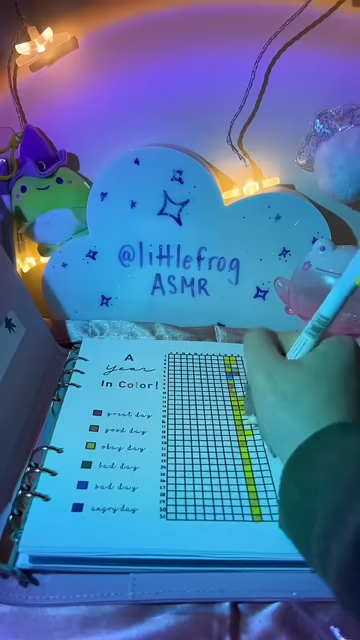 @littlefrog
ASMR
A
Year
In Color!
great day
good day
okay day
bad day
sad day
angry day